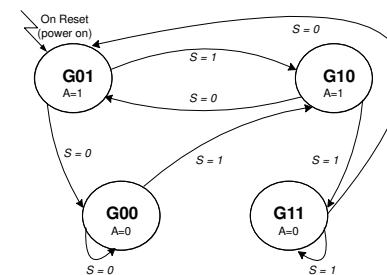 On Reset
(power on)
S = 0
G01
A=1
S = 1
G10
A=1
S = 0
S = 0
S = 1
S = 1
G00
A=0
G11
A=0
S = 0
S = 1